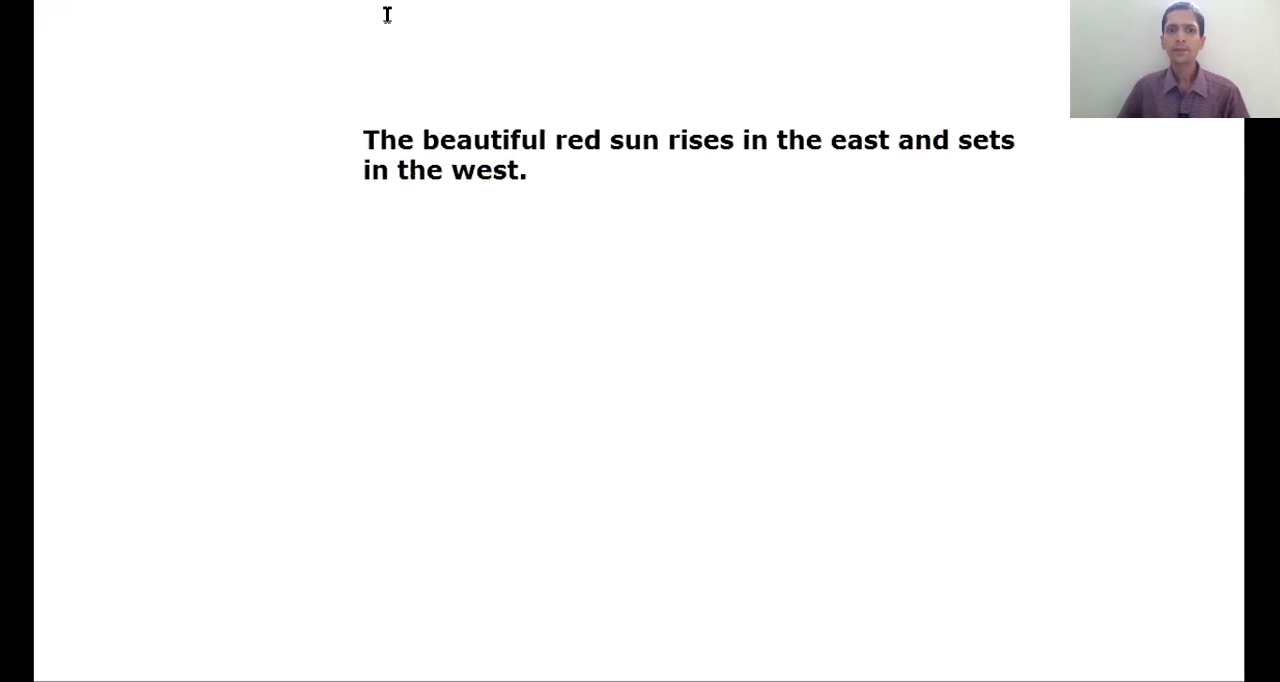 The beautiful red sun rises in the east and sets
in the west.